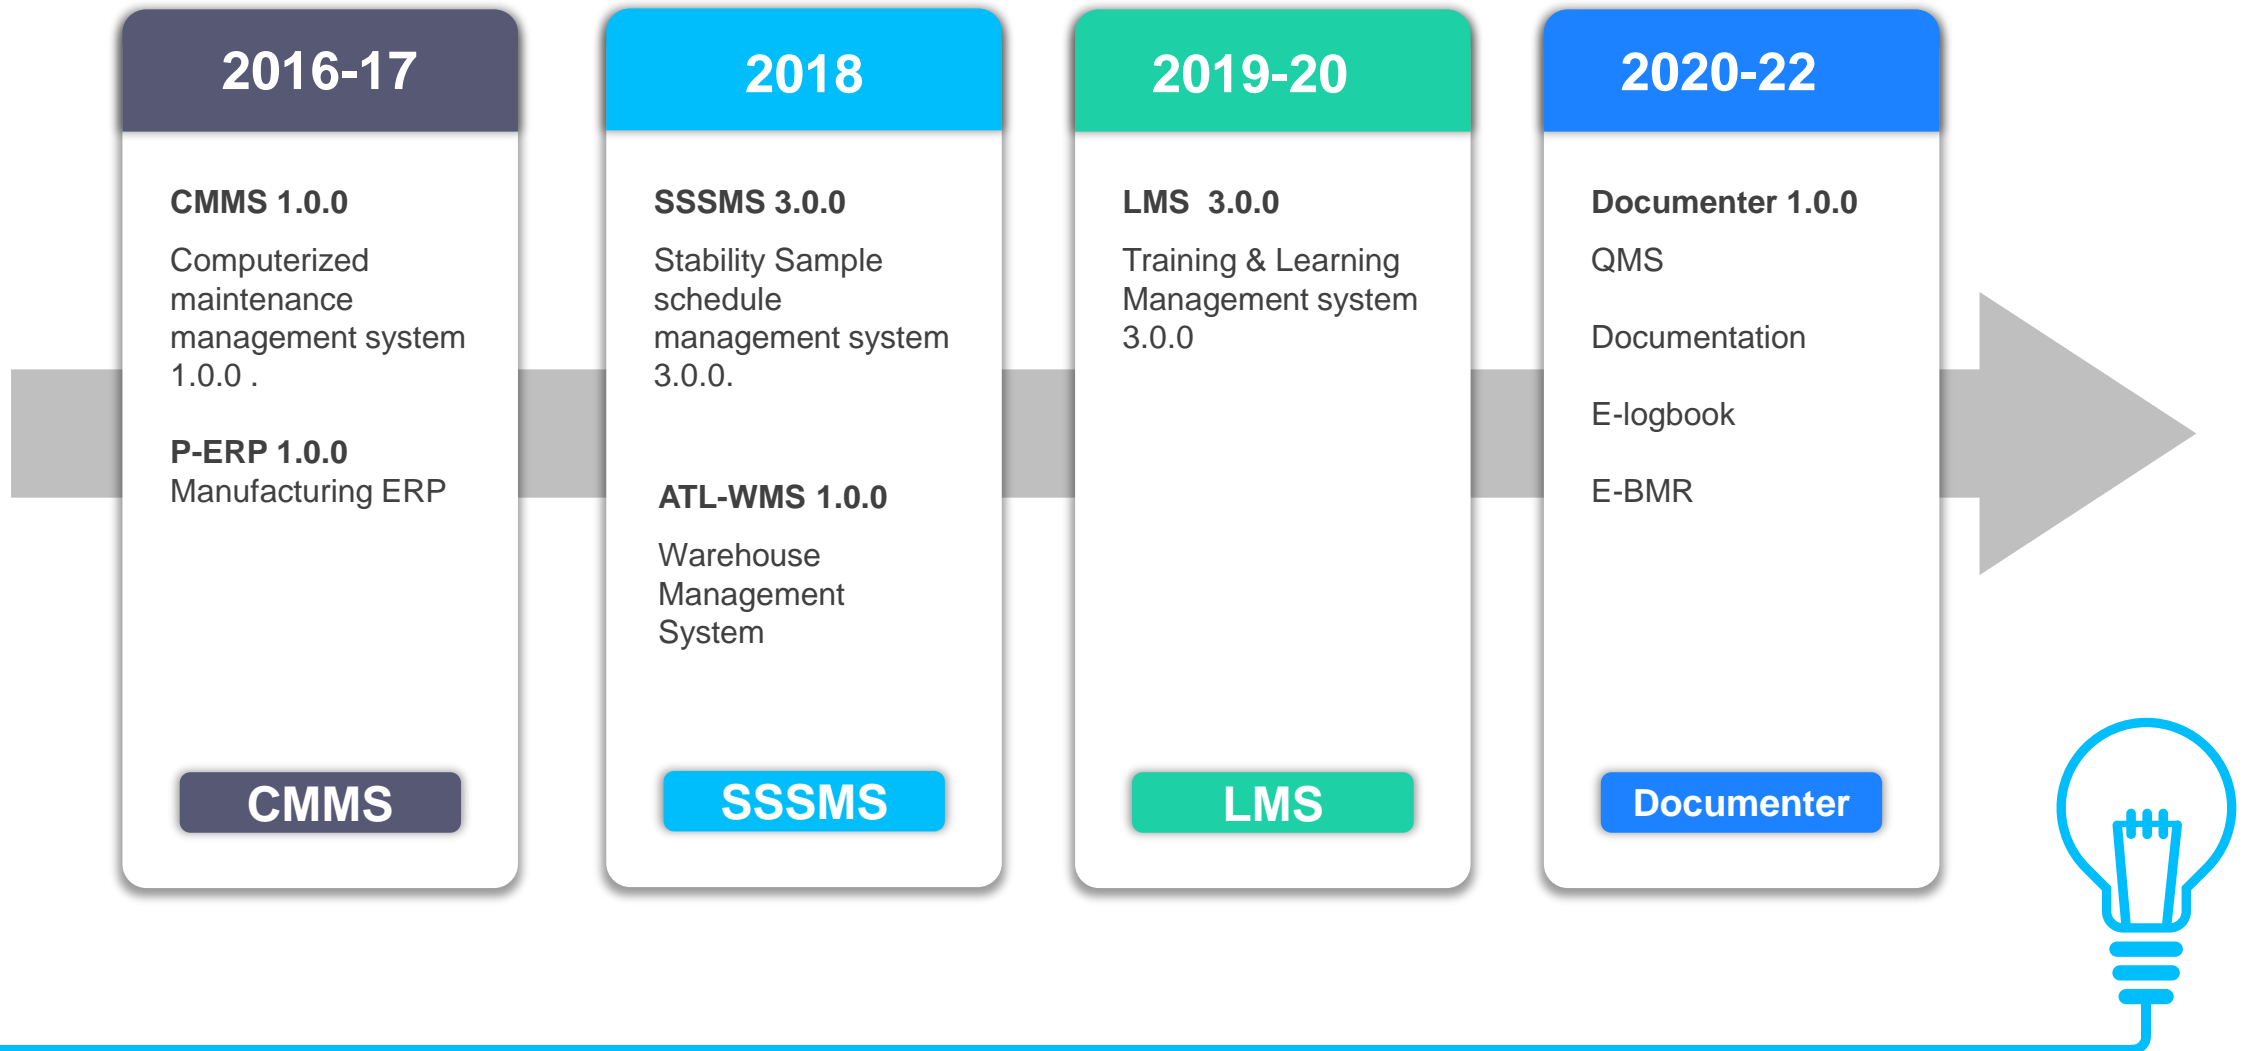 2016-17
CMMS 1.0.0
Computerized
maintenance
management system
1.0.0 .
P-ERP 1.0.0
Manufacturing ERP
CMMS
2018
SSSMS 3.0.0
Stability Sample
schedule
management system
3.0.0.
ATL-WMS 1.0.0
Warehouse
Management
System
SSSMS
2019-20
LMS  3.0.0
Training & Learning
Management system
3.0.0
LMS
2020-22
Documenter 1.0.0
QMS
Documentation
E-logbook
E-BMR
Documenter